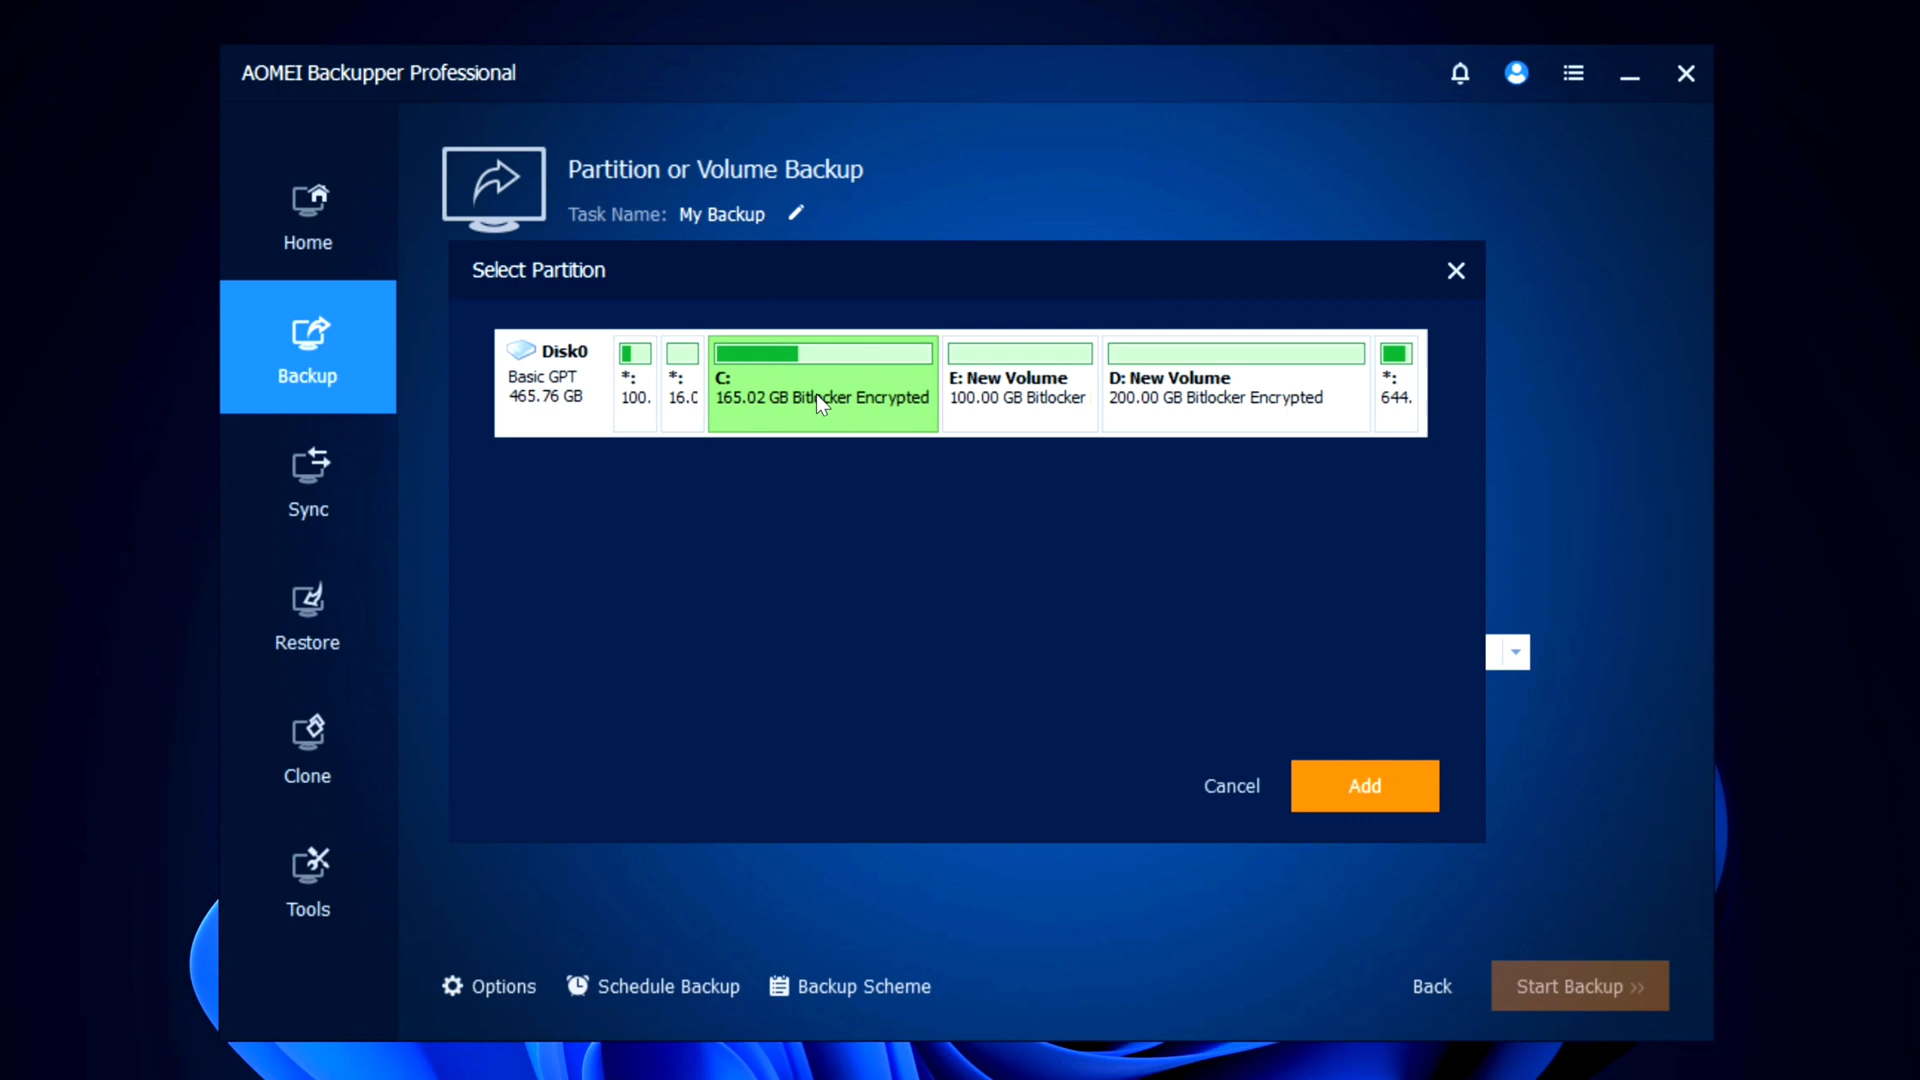 AOMEI Backupper Professional
Partition or Volume Backup
Task Name: My Backup
Home
Backup
Sync
Restore
Clone
Tools
Select Partition
Disk0
Basic GPT
465.76 GB
*:
100.
*:
16.0
C:
165.02 GB Bitlocker Encrypted
E: New Volume
100.00 GB Bitlocker
D: New Volume
200.00 GB Bitlocker Encrypted
*:
644.
Cancel
Add
Options
Schedule Backup
Backup Scheme
Back
Start Backup >>